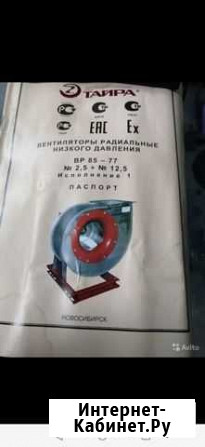 ТАЙРА®
ЕАС Ех
ВЕНТИЛЯТОРЫ РАДИАЛЬНЫЕ
НИЗКОГО ДАВЛЕНИЯ
ВР 85 - 77
№ 2,5 ÷ № 12,5
Исполнение 1
ПАСПОРТ
НОВОСИБИРСК
Avito
Интернет-
Кабинет.Ру